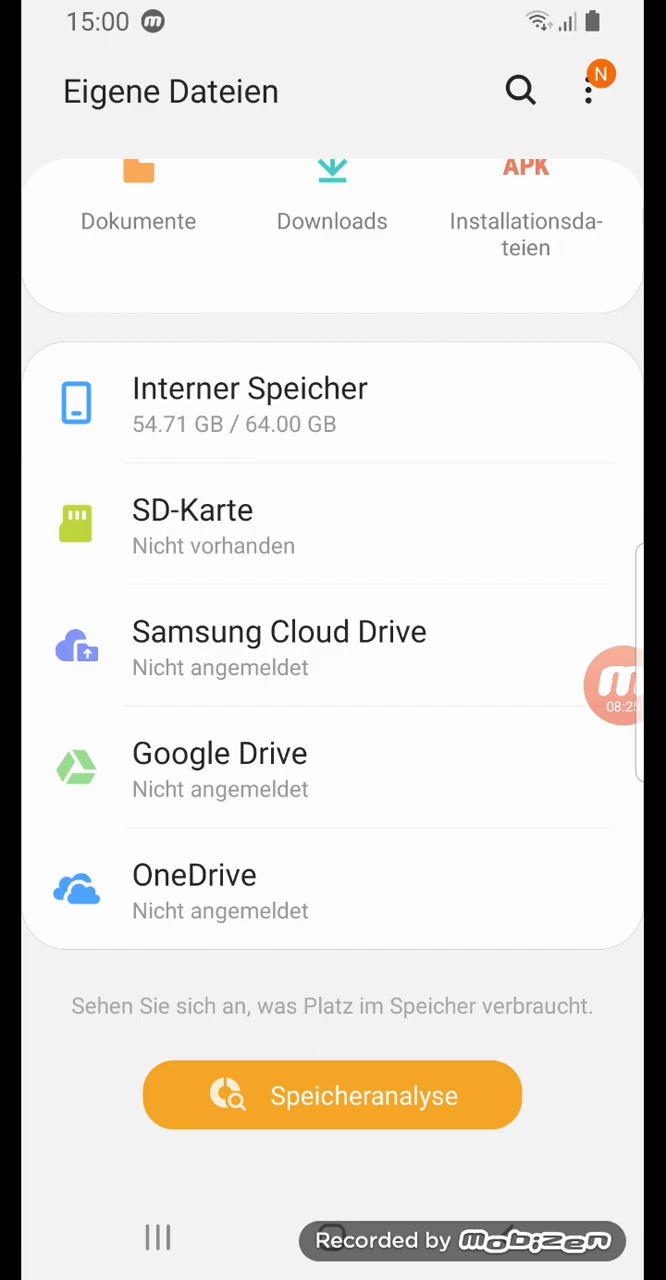 15:00
Eigene Dateien
N
APK
Dokumente
Downloads
Installationsda-
teien
Interner Speicher
54.71 GB / 64.00 GB
SD-Karte
Nicht vorhanden
Samsung Cloud Drive
Nicht angemeldet
m
08:25
Google Drive
Nicht angemeldet
OneDrive
Nicht angemeldet
Sehen Sie sich an, was Platz im Speicher verbraucht.
Speicheranalyse
Recorded by mobizen